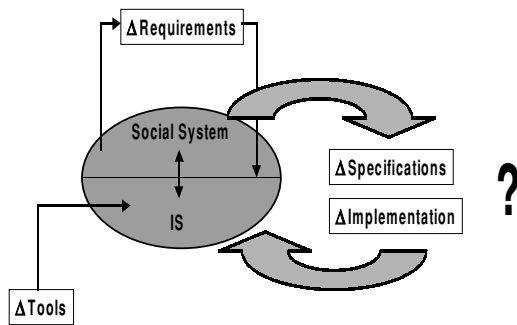 ΔRequirements
Social System
ΔSpecifications
?
ΔImplementation
IS
ΔTools